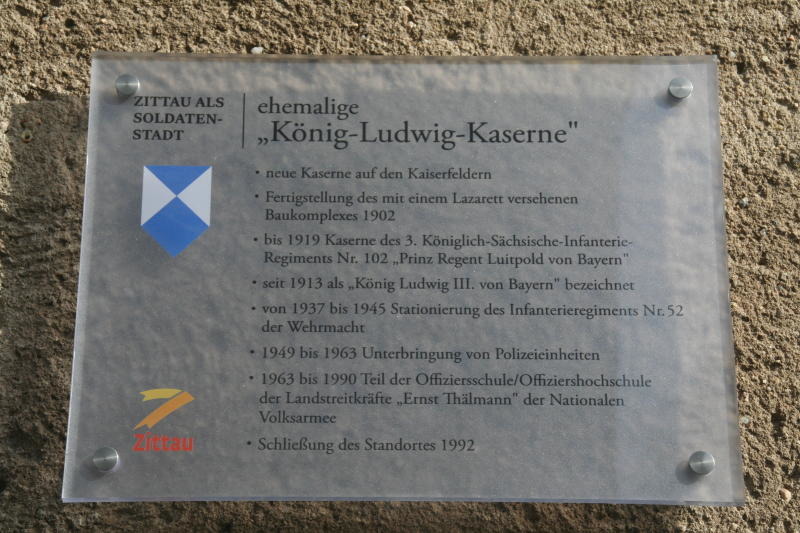 ZITTAU ALS
SOLDATEN-
STADT
ehemalige
„König-Ludwig-Kaserne"
• neue Kaserne auf den Kaiserfeldern
• Fertigstellung des mit einem Lazarett versehenen
Baukomplexes 1902
• bis 1919 Kaserne des 3. Königlich-Sächsische-Infanterie-
Regiments Nr. 102 „Prinz Regent Luitpold von Bayern"
• seit 1913 als „König Ludwig III. von Bayern" bezeichnet
• von 1937 bis 1945 Stationierung des Infanterieregiments Nr. 52
der Wehrmacht
• 1949 bis 1963 Unterbringung von Polizeieinheiten
• 1963 bis 1990 Teil der Offiziersschule/Offiziershochschule
der Landstreitkräfte „Ernst Thälmann" der Nationalen
Volksarmee
• Schließung des Standortes 1992
Zittau